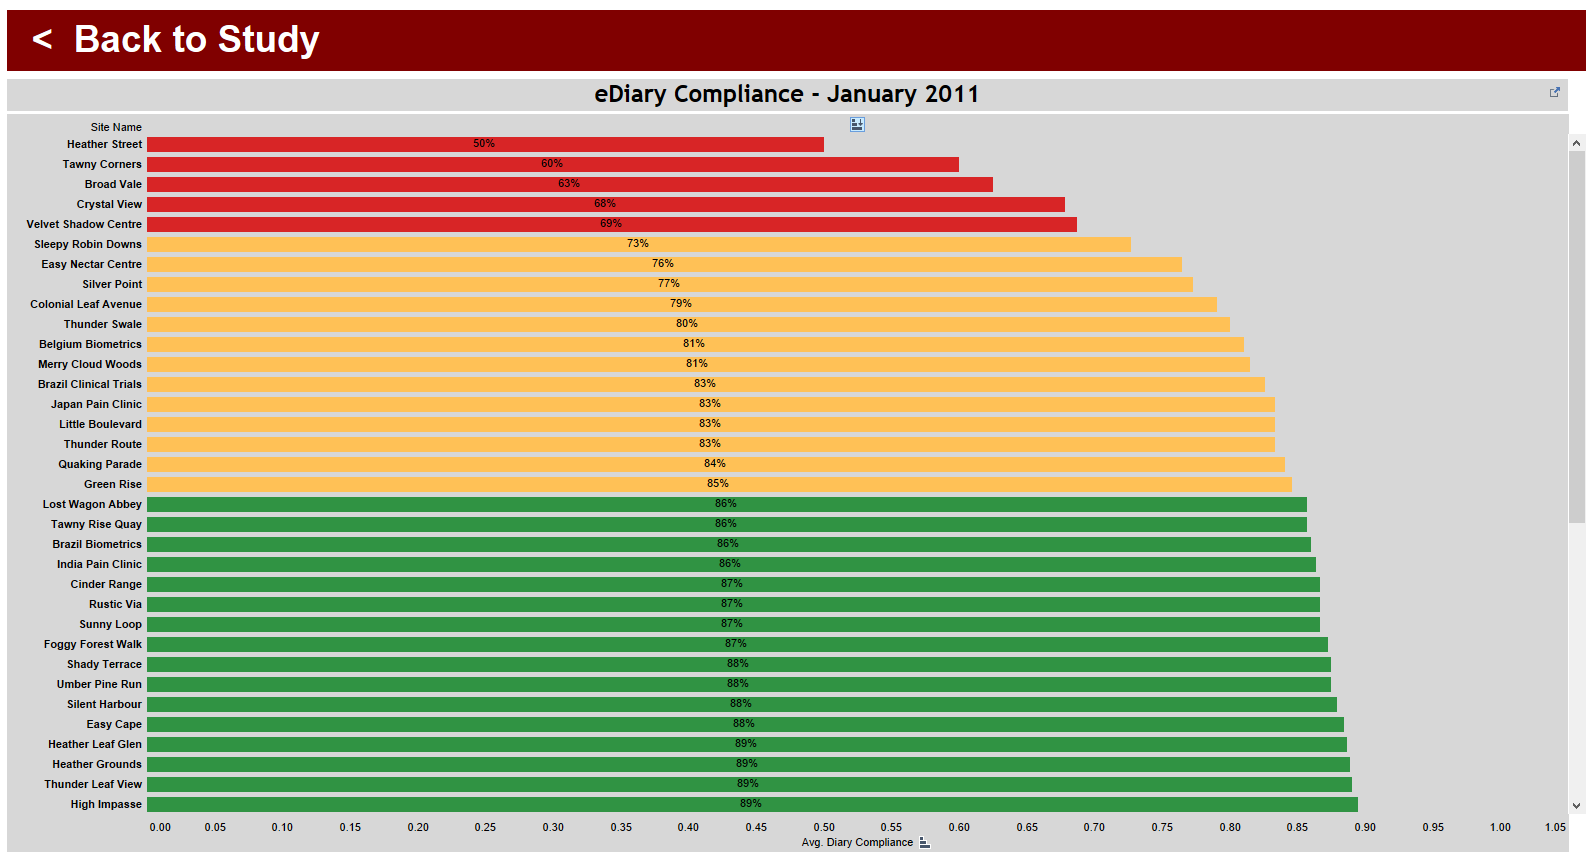 < Back to Study
eDiary Compliance - January 2011
Site Name
Heather Street 50%
Tawny Corners 60%
Broad Vale 63%
Crystal View 68%
Velvet Shadow Centre 69%
Sleepy Robin Downs 73%
Easy Nectar Centre 76%
Silver Point 77%
Colonial Leaf Avenue 79%
Thunder Swale 80%
Belgium Biometrics 81%
Merry Cloud Woods 81%
Brazil Clinical Trials 83%
Japan Pain Clinic 83%
Little Boulevard 83%
Thunder Route 83%
Quaking Parade 84%
Green Rise 85%
Lost Wagon Abbey 86%
Tawny Rise Quay 86%
Brazil Biometrics 86%
India Pain Clinic 86%
Cinder Range 87%
Rustic Via 87%
Sunny Loop 87%
Foggy Forest Walk 87%
Shady Terrace 88%
Umber Pine Run 88%
Silent Harbour 88%
Easy Cape 88%
Heather Leaf Glen 89%
Heather Grounds 89%
Thunder Leaf View 89%
High Impasse 89%
0.00 0.05 0.10 0.15 0.20 0.25 0.30 0.35 0.40 0.45 0.50 0.55 0.60 0.65 0.70 0.75 0.80 0.85 0.90 0.95 1.00 1.05
Avg. Diary Compliance